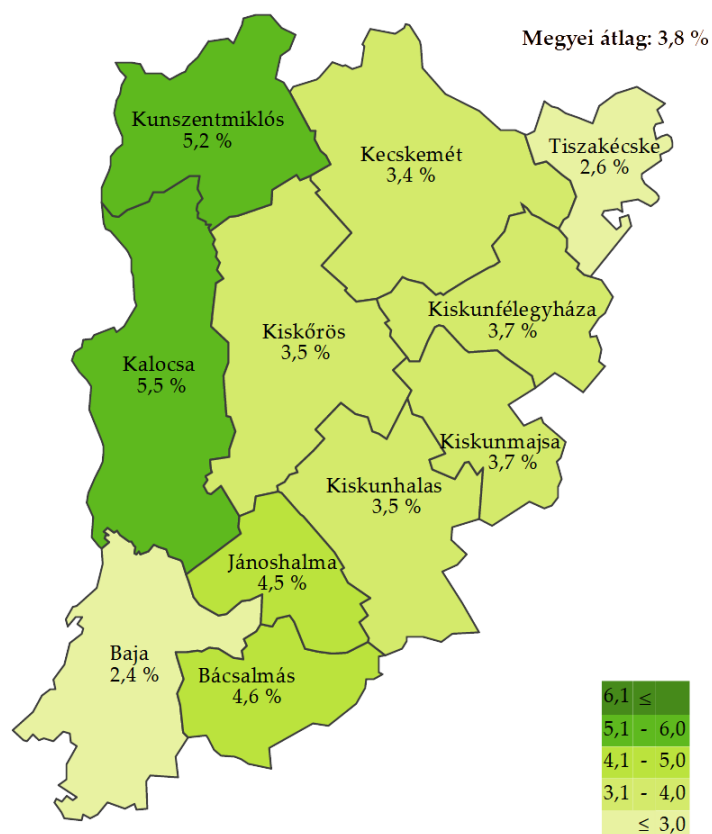 Megyei átlag: 3,8 %
Kunszentmiklós
5,2 %
Kecskemét
3,4 %
Tiszakécske
2,6 %
Kiskunfélegyháza
3,7 %
Kiskőrös
3,5 %
Kalocsa
5,5 %
Kiskunmajsa
3,7 %
Kiskunhalas
3,5 %
Jánoshalma
4,5 %
Baja
2,4 %
Bácsalmás
4,6 %
6,1 ≤
5,1 - 6,0
4,1 - 5,0
3,1 - 4,0
≤ 3,0